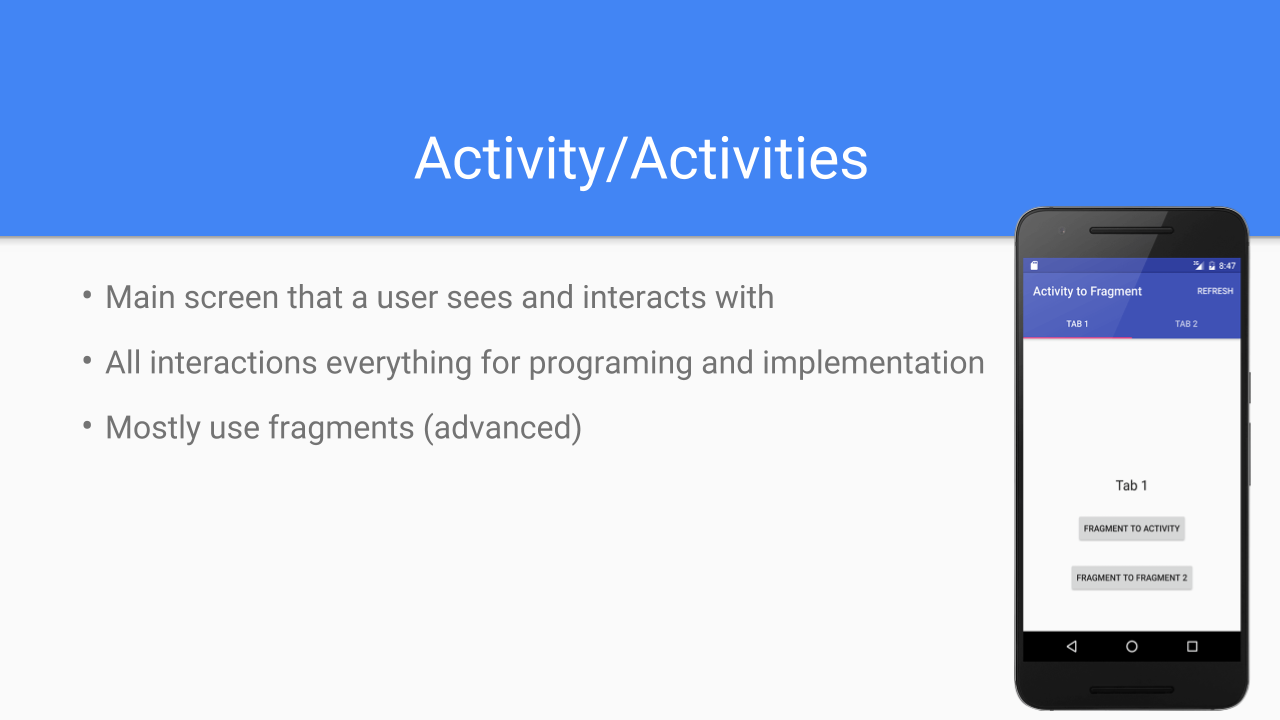 Activity/Activities
• Main screen that a user sees and interacts with
• All interactions everything for programing and implementation
• Mostly use fragments (advanced)
8:47
Activity to Fragment REFRESH
TAB 1 TAB 2
Tab 1
FRAGMENT TO ACTIVITY
FRAGMENT TO FRAGMENT 2